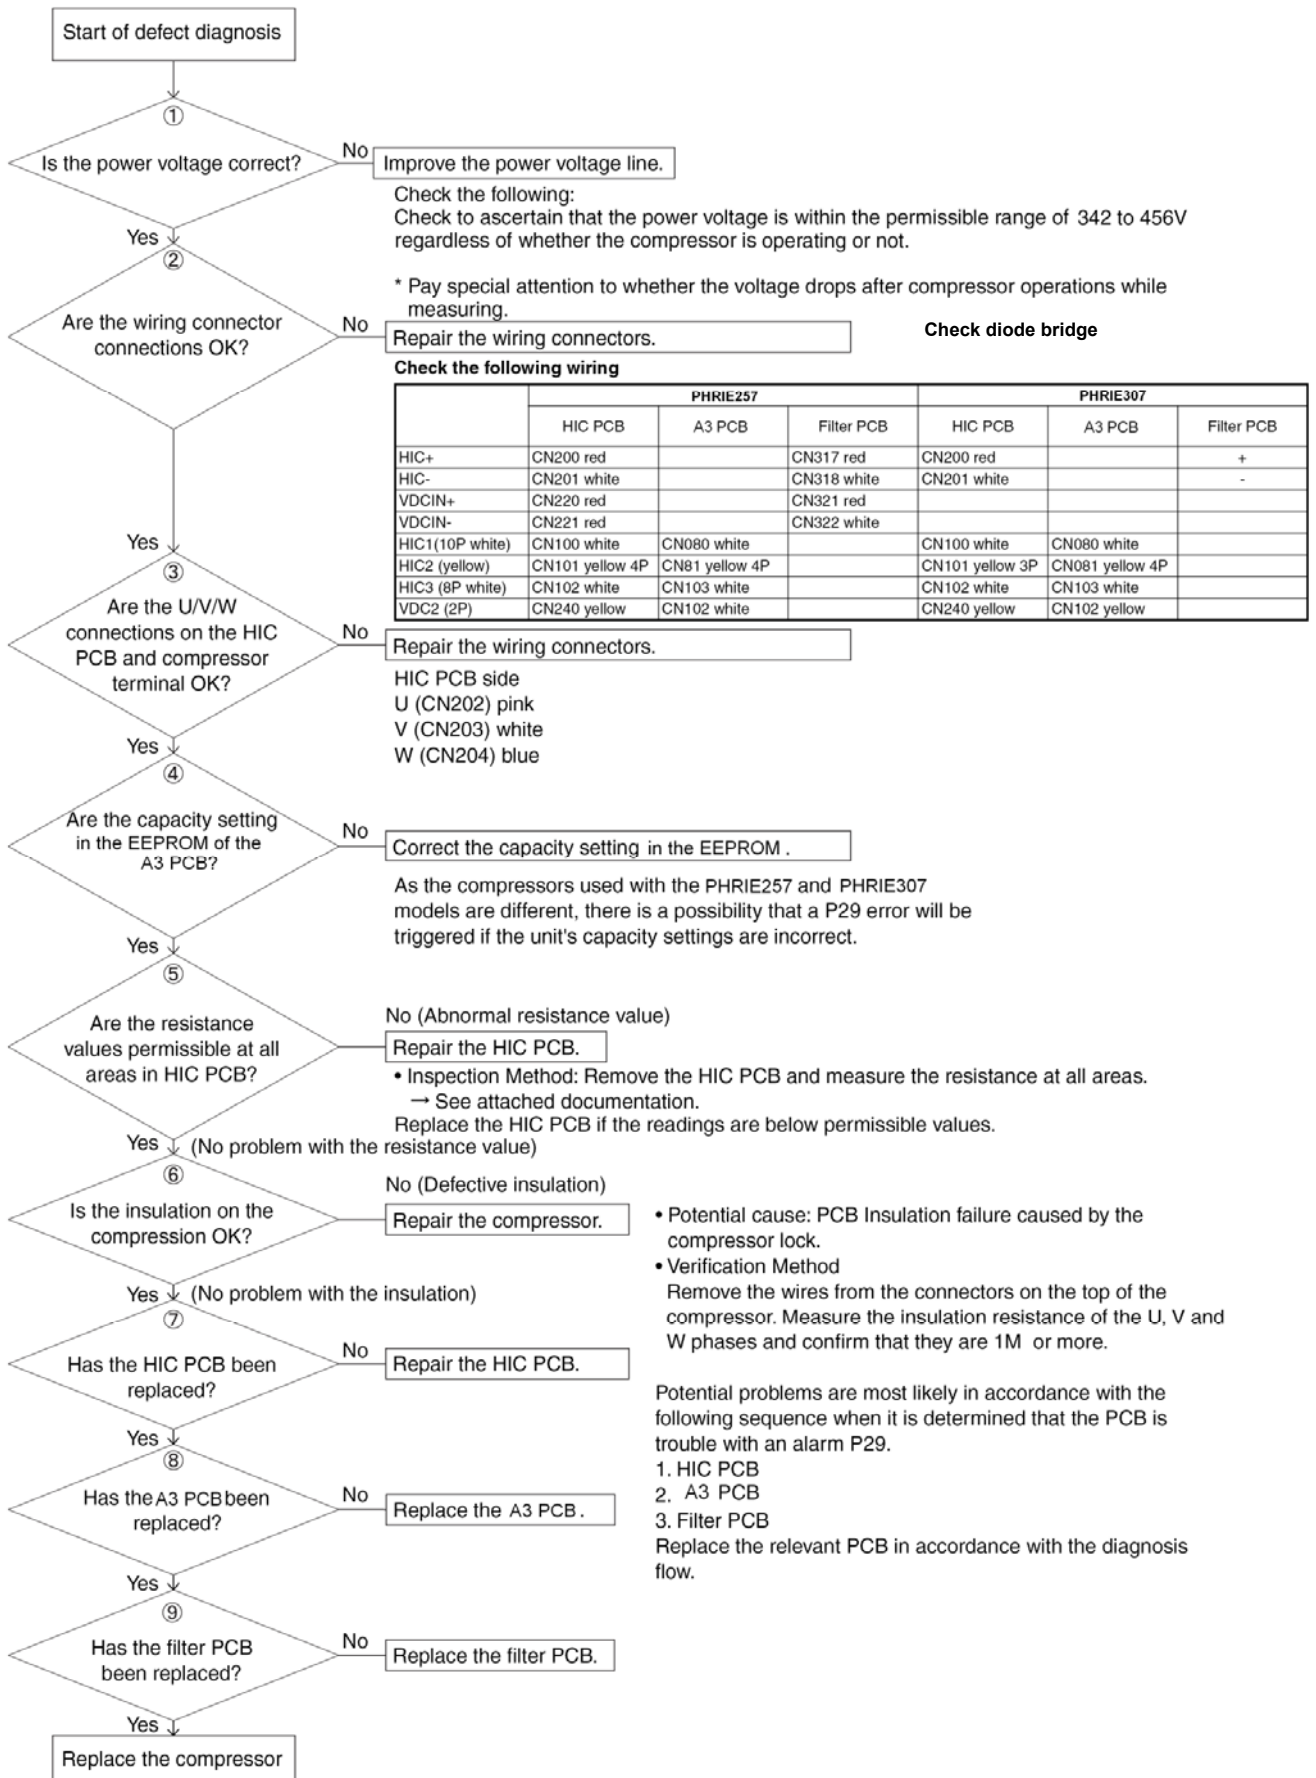 Start of defect diagnosis
①
Is the power voltage correct?
No
Improve the power voltage line.
Check the following:
Check to ascertain that the power voltage is within the permissible range of 342 to 456V
regardless of whether the compressor is operating or not.
* Pay special attention to whether the voltage drops after compressor operations while
measuring.
Yes
②
Are the wiring connector
connections OK?
No
Repair the wiring connectors.
Check diode bridge
Check the following wiring
PHRIE257 PHRIE307
HIC PCB A3 PCB Filter PCB HIC PCB A3 PCB Filter PCB
HIC+ CN200 red CN317 red CN200 red +
HIC- CN201 white CN318 white CN201 white -
VDCIN+ CN220 red CN321 red
VDCIN- CN221 red CN322 white
HIC1(10P white) CN100 white CN080 white CN100 white CN080 white
HIC2 (yellow) CN101 yellow 4P CN81 yellow 4P CN101 yellow 3P CN081 yellow 4P
HIC3 (8P white) CN102 white CN103 white CN102 white CN103 white
VDC2 (2P) CN240 yellow CN102 white CN240 yellow CN102 yellow
Yes
③
Are the U/V/W
connections on the HIC
PCB and compressor
terminal OK?
No
Repair the wiring connectors.
HIC PCB side
U (CN202) pink
V (CN203) white
W (CN204) blue
Yes
④
Are the capacity setting
in the EEPROM of the
A3 PCB?
No
Correct the capacity setting in the EEPROM .
As the compressors used with the PHRIE257 and PHRIE307
models are different, there is a possibility that a P29 error will be
triggered if the unit's capacity settings are incorrect.
Yes
⑤
Are the resistance
values permissible at all
areas in HIC PCB?
No (Abnormal resistance value)
Repair the HIC PCB.
• Inspection Method: Remove the HIC PCB and measure the resistance at all areas.
→ See attached documentation.
Replace the HIC PCB if the readings are below permissible values.
Yes (No problem with the resistance value)
⑥
Is the insulation on the
compression OK?
No (Defective insulation)
Repair the compressor.
• Potential cause: PCB Insulation failure caused by the
compressor lock.
• Verification Method
Remove the wires from the connectors on the top of the
compressor. Measure the insulation resistance of the U, V and
W phases and confirm that they are 1M or more.
Yes (No problem with the insulation)
⑦
Has the HIC PCB been
replaced?
No
Repair the HIC PCB.
Potential problems are most likely in accordance with the
following sequence when it is determined that the PCB is
trouble with an alarm P29.
1. HIC PCB
2. A3 PCB
3. Filter PCB
Replace the relevant PCB in accordance with the diagnosis
flow.
Yes
⑧
Has the A3 PCB been
replaced?
No
Replace the A3 PCB .
Yes
⑨
Has the filter PCB
been replaced?
No
Replace the filter PCB.
Yes
Replace the compressor